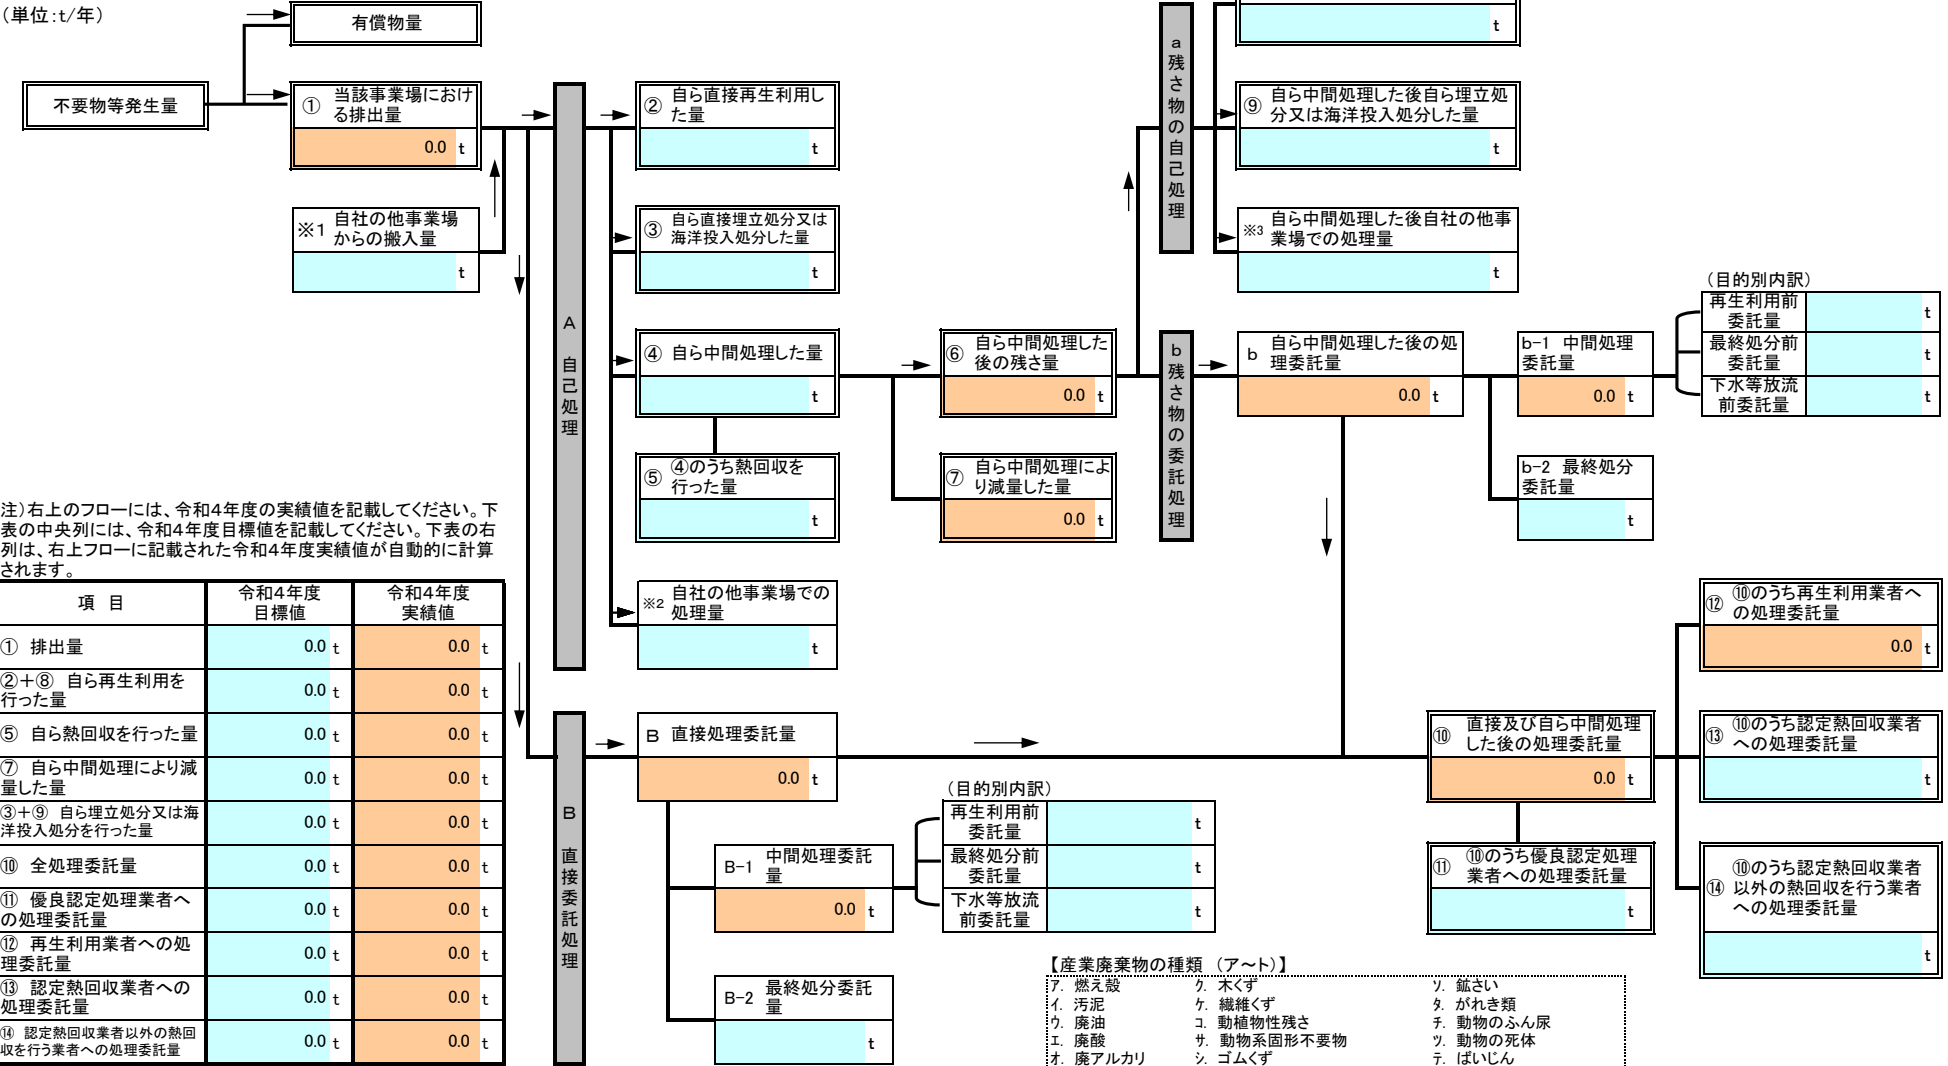 （単位：t/年）
有償物量
不要物等発生量
① 当該事業場におけ
る排出量
0.0 t
※1 自社の他事業場
からの搬入量
t
A 自己処理
② 自ら直接再生利用し
た量
t
③ 自ら直接埋立処分又は
海洋投入処分した量
t
④ 自ら中間処理した量
t
⑤ ④のうち熱回収を
行った量
t
※2 自社の他事業場での
処理量
t
⑥ 自ら中間処理した
後の残さ量
0.0 t
⑦ 自ら中間処理によ
り減量した量
0.0 t
a残さ物の自己処理
t
⑨ 自ら中間処理した後自ら埋立処
分又は海洋投入処分した量
t
※3 自ら中間処理した後自社の他事
業場での処理量
t
b残さ物の委託処理
b 自ら中間処理した後の処
理委託量
0.0 t
b-1 中間処理
委託量
0.0 t
b-2 最終処分
委託量
t
（目的別内訳）
再生利用前
委託量
t
最終処分前
委託量
t
下水等放流
前委託量
t
注）右上のフローには、令和4年度の実績値を記載してください。下
表の中央列には、令和4年度目標値を記載してください。下表の右
列は、右上フローに記載された令和4年度実績値が自動的に計算
されます。
項 目
令和4年度
目標値
令和4年度
実績値
① 排出量 0.0 t 0.0 t
②＋⑧ 自ら再生利用を
行った量 0.0 t 0.0 t
⑤ 自ら熱回収を行った量 0.0 t 0.0 t
⑦ 自ら中間処理により減
量した量 0.0 t 0.0 t
③＋⑨ 自ら埋立処分又は海
洋投入処分を行った量 0.0 t 0.0 t
⑩ 全処理委託量 0.0 t 0.0 t
⑪ 優良認定処理業者へ
の処理委託量 0.0 t 0.0 t
⑫ 再生利用業者への処
理委託量 0.0 t 0.0 t
⑬ 認定熱回収業者への
処理委託量 0.0 t 0.0 t
⑭ 認定熱回収業者以外の熱回
収を行う業者への処理委託量 0.0 t 0.0 t
B 直接委託処理
B 直接処理委託量
0.0 t
B-1 中間処理委託
量
0.0 t
B-2 最終処分委託
量
t
（目的別内訳）
再生利用前
委託量
t
最終処分前
委託量
t
下水等放流
前委託量
t
⑩ 直接及び自ら中間処理
した後の処理委託量
0.0 t
⑪ ⑩のうち優良認定処理
業者への処理委託量
t
⑫ ⑩のうち再生利用業者へ
の処理委託量
0.0 t
⑬ ⑩のうち認定熱回収業者
への処理委託量
t
⑭ ⑩のうち認定熱回収業者
以外の熱回収を行う業者
への処理委託量
t
【産業廃棄物の種類 （ア～ト）】
ア. 燃え殻 ク. 木くず ソ. 鉱さい
イ. 汚泥 ケ. 繊維くず タ. がれき類
ウ. 廃油 コ. 動植物性残さ チ. 動物のふん尿
エ. 廃酸 サ. 動物系固形不要物 ツ. 動物の死体
オ. 廃アルカリ シ. ゴムくず テ. ばいじん